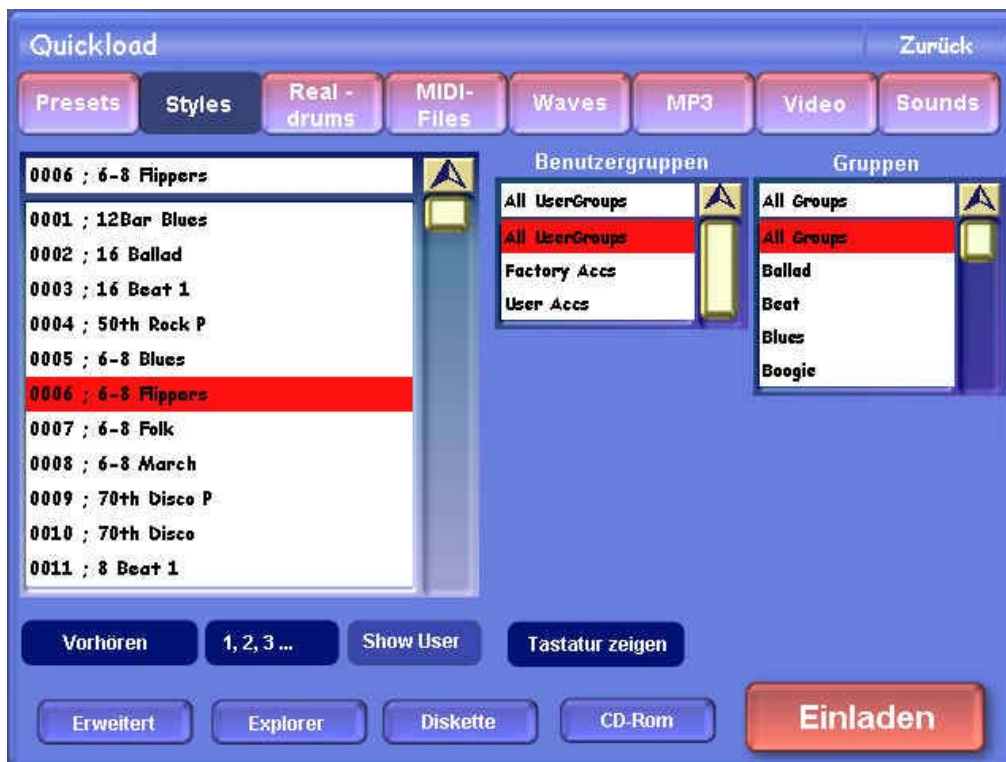 Quickload
Zurück
Presets
Styles
Real -
drums
MIDI-
Files
Waves
MP3
Video
Sounds
0006 ; 6-8 Flippers
0001 ; 12Bar Blues
0002 ; 16 Ballad
0003 ; 16 Beat 1
0004 ; 50th Rock P
0005 ; 6-8 Blues
0006 ; 6-8 Flippers
0007 ; 6-8 Folk
0008 ; 6-8 March
0009 ; 70th Disco P
0010 ; 70th Disco
0011 ; 8 Beat 1
Benutzergruppen
All UserGroups
All UserGroups
Factory Accs
User Accs
Gruppen
All Groups
All Groups
Ballad
Beat
Blues
Boogie
Vorhören
1, 2, 3 ...
Show User
Tastatur zeigen
Erweitert
Explorer
Diskette
CD-Rom
Einladen